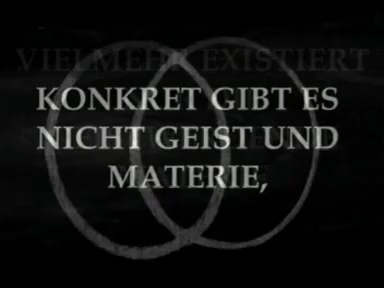 VIELMEHR EXISTIERT
KONKRET GIBT ES
NICHT GEIST UND
MATERIE,